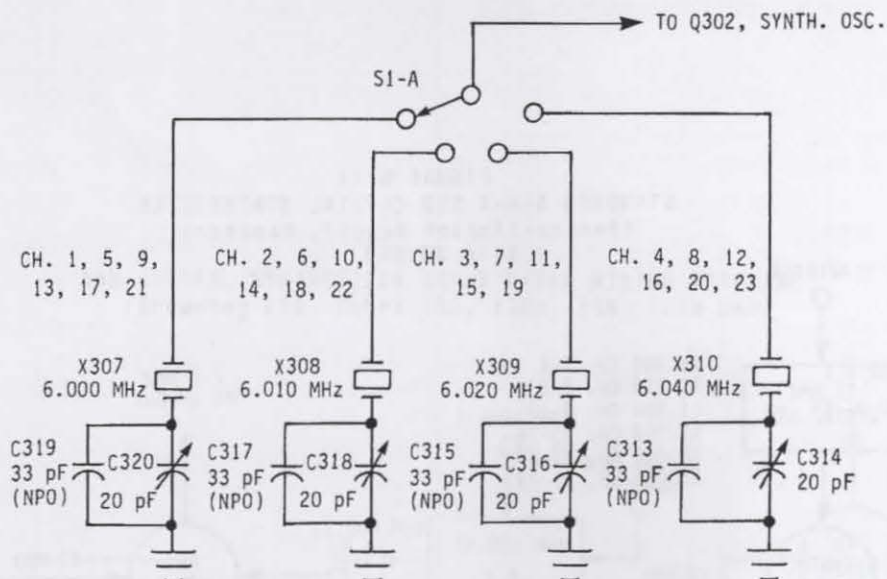 TO Q302, SYNTH. OSC.
S1-A
CH. 1, 5, 9,
13, 17, 21
CH. 2, 6, 10,
14, 18, 22
CH. 3, 7, 11,
15, 19
CH. 4, 8, 12,
16, 20, 23
X307
6.000 MHz
X308
6.010 MHz
X309
6.020 MHz
X310
6.040 MHz
C319
33 pF
(NPO)
C320
20 pF
C317
33 pF
(NPO)
C318
20 pF
C315
33 pF
(NPO)
C316
20 pF
C313
33 pF
(NPO)
C314
20 pF